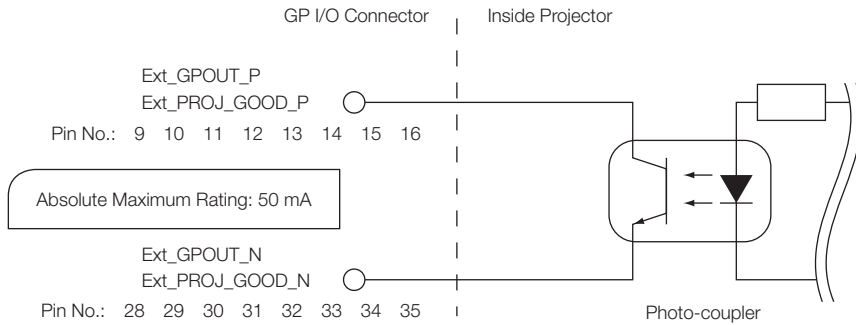 GP I/O Connector
Inside Projector
Ext_GPOUT_P
Ext_PROJ_GOOD_P
Pin No.: 9 10 11 12 13 14 15 16
Absolute Maximum Rating: 50 mA
Ext_GPOUT_N
Ext_PROJ_GOOD_N
Pin No.: 28 29 30 31 32 33 34 35
Photo-coupler